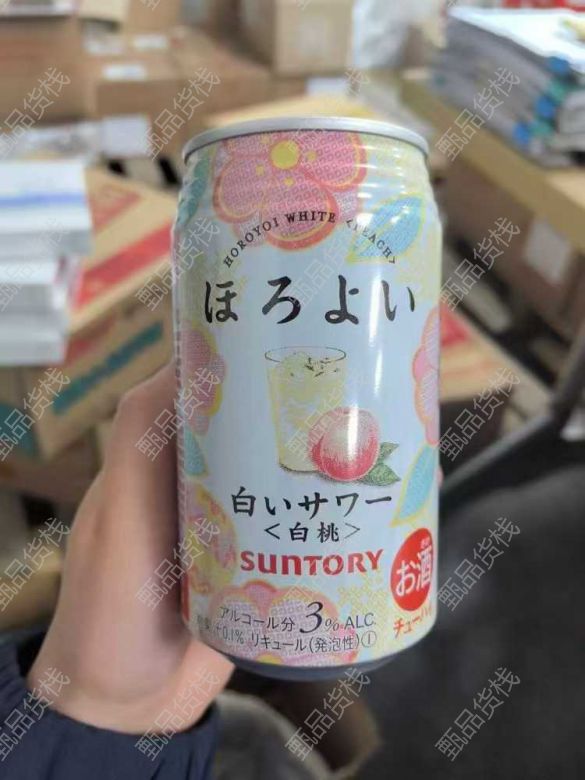 HOROYOI WHITE <PEACH>
ほろよい
白いサワー
<白桃>
SUNTORY
お酒
チューハイ
アルコール分 3% ALC.
0.1% リキュール(発泡性)①
甄品货栈